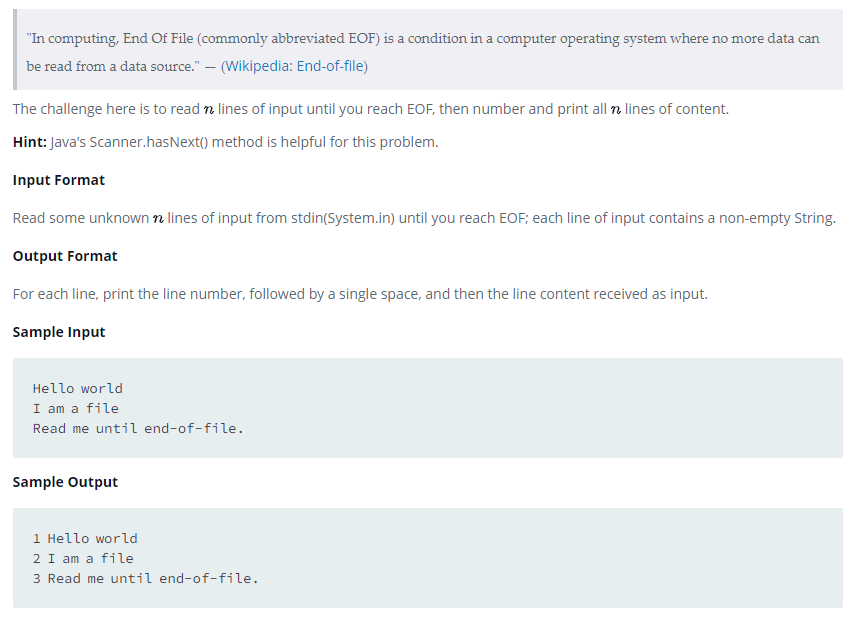 "In computing, End Of File (commonly abbreviated EOF) is a condition in a computer operating system where no more data can
be read from a data source." — (Wikipedia: End-of-file)
The challenge here is to read n lines of input until you reach EOF, then number and print all n lines of content.
Hint: Java's Scanner.hasNext() method is helpful for this problem.
Input Format
Read some unknown n lines of input from stdin(System.in) until you reach EOF; each line of input contains a non-empty String.
Output Format
For each line, print the line number, followed by a single space, and then the line content received as input.
Sample Input
Hello world
I am a file
Read me until end-of-file.
Sample Output
1 Hello world
2 I am a file
3 Read me until end-of-file.